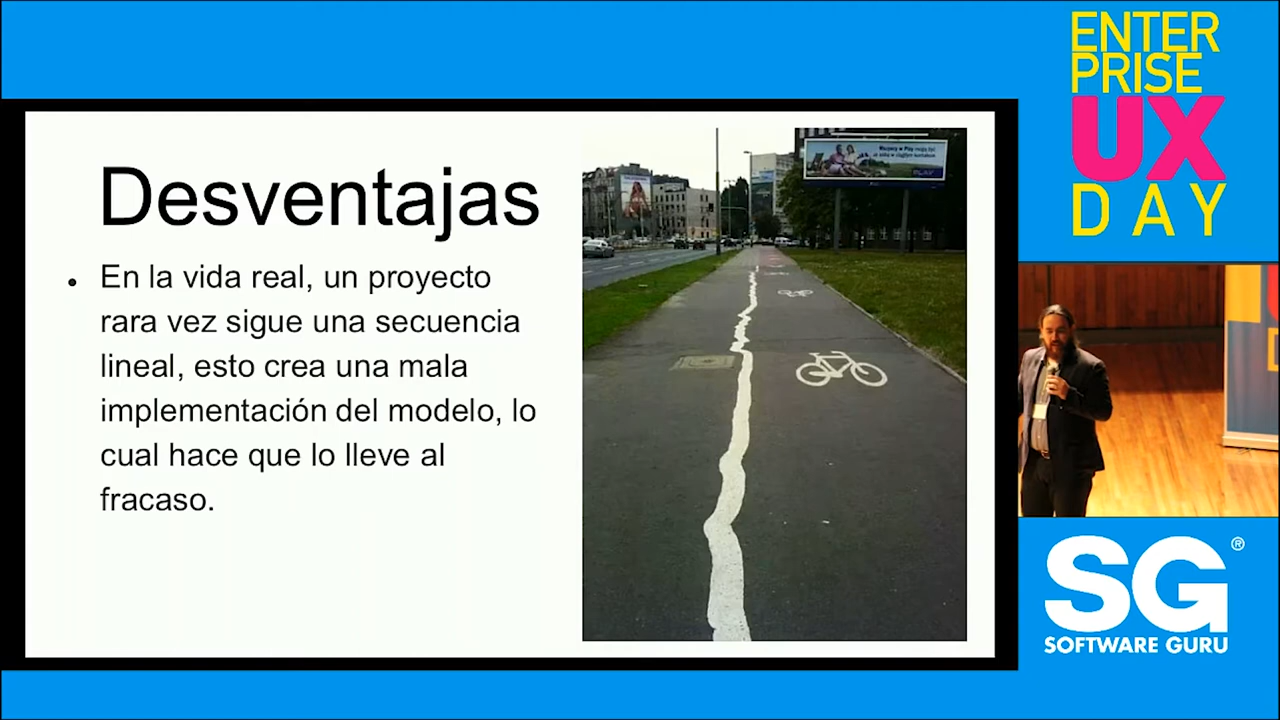 ENTER
PRISE
UX
DAY
Desventajas
• En la vida real, un proyecto
rara vez sigue una secuencia
lineal, esto crea una mala
implementación del modelo, lo
cual hace que lo lleve al
fracaso.
PLAY
SG®
SOFTWARE GURU